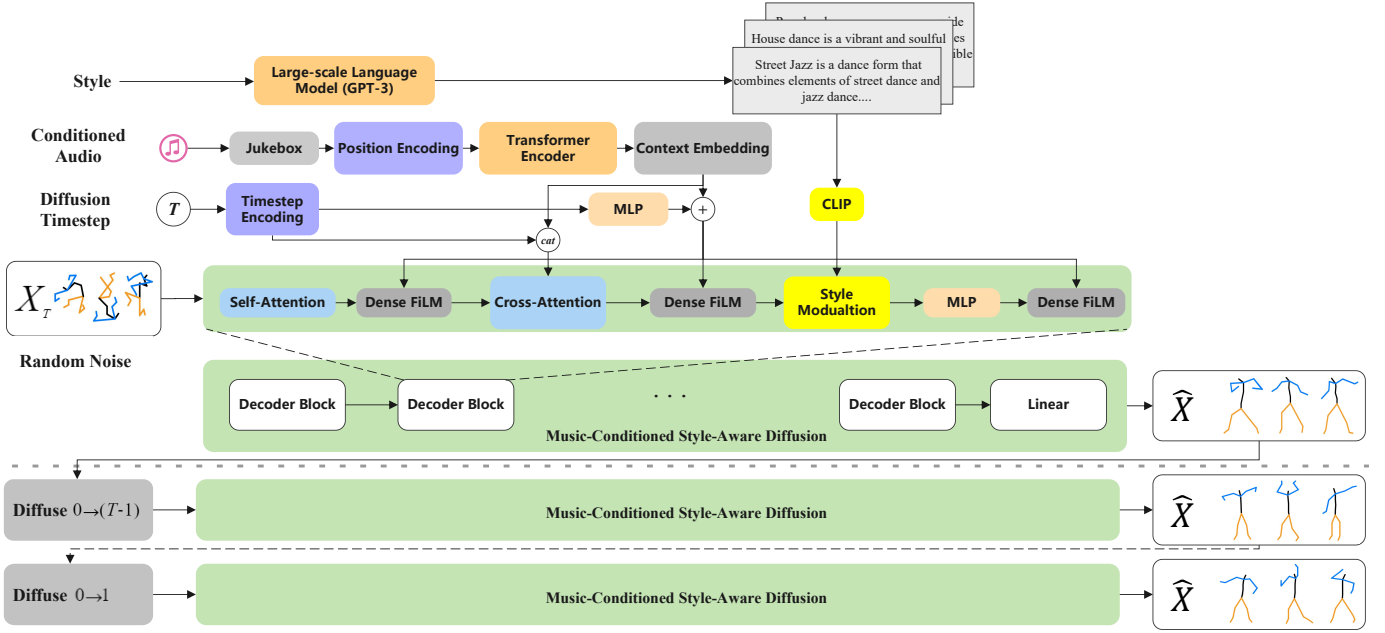 House dance is a vibrant and soulful
Street Jazz is a dance form that
combines elements of street dance and
jazz dance....
Style
Large-scale Language
Model (GPT-3)
Conditioned
Audio
Jukebox
Position Encoding
Transformer
Encoder
Context Embedding
Diffusion
Timestep
T
Timestep
Encoding
MLP
+
CLIP
cat
X_T
Self-Attention
Dense FiLM
Cross-Attention
Dense FiLM
Style
Modualtion
MLP
Dense FiLM
Random Noise
Decoder Block
Decoder Block
. . .
Decoder Block
Linear
Music-Conditioned Style-Aware Diffusion
X̂
Diffuse 0→(T-1)
Music-Conditioned Style-Aware Diffusion
X̂
Diffuse 0→1
Music-Conditioned Style-Aware Diffusion
X̂